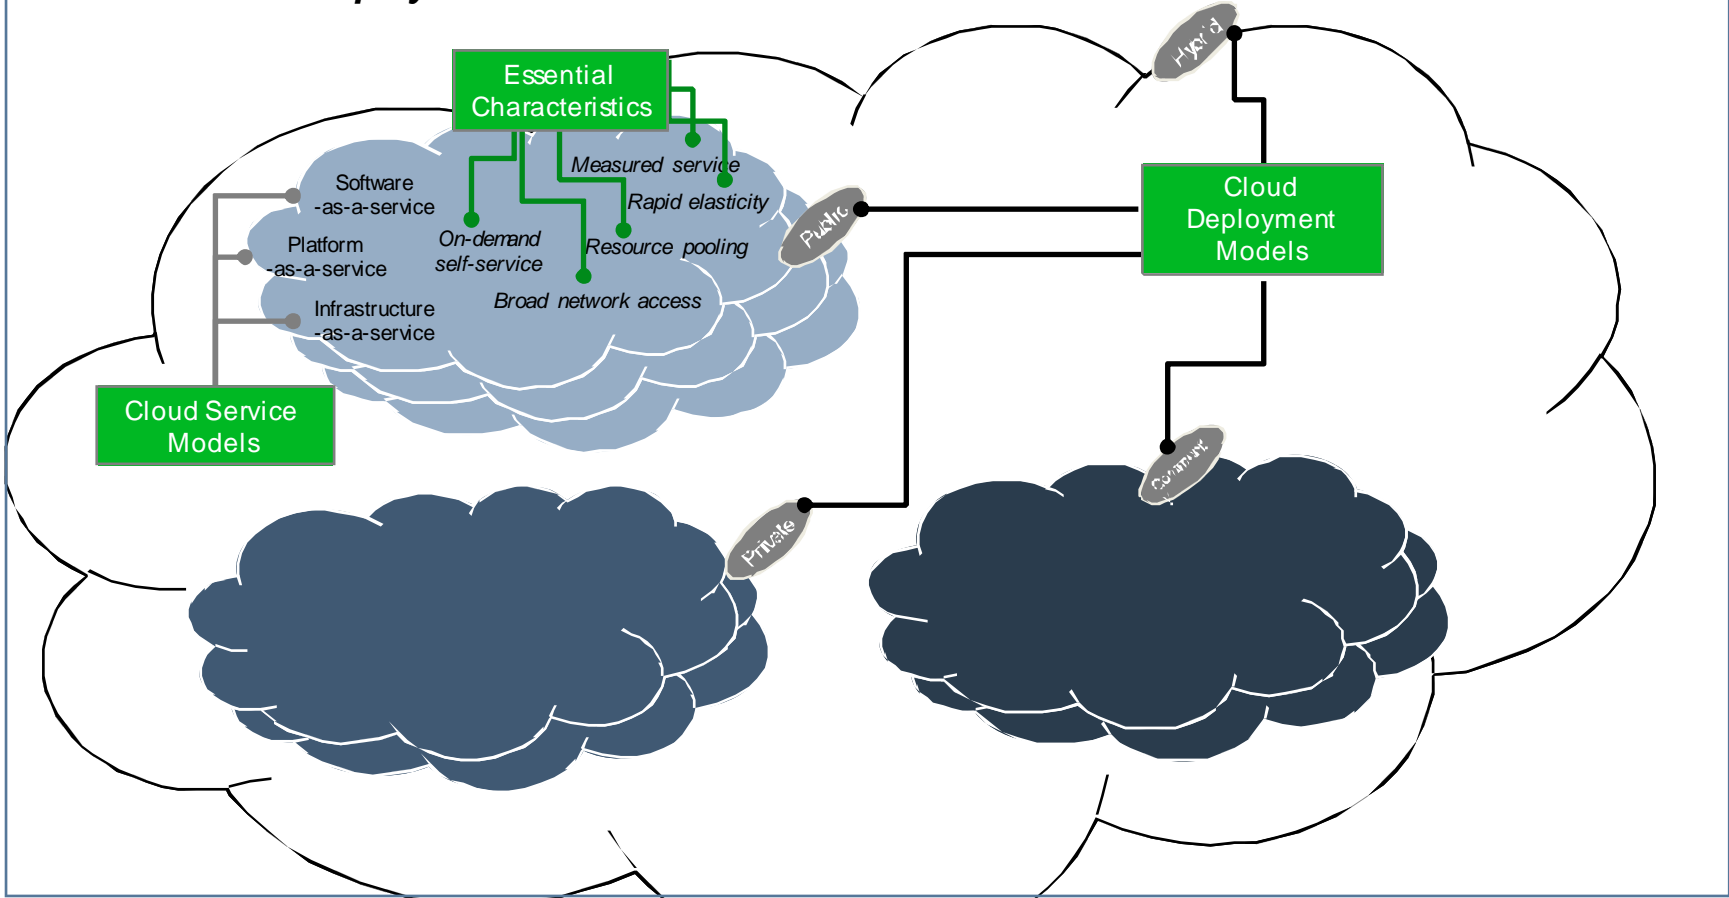 Hybrid
Essential
Characteristics
Measured service
Rapid elasticity
Software
-as-a-service
On-demand
self-service
Resource pooling
Platform
-as-a-service
Broad network access
Infrastructure
-as-a-service
Public
Cloud
Deployment
Models
Cloud Service
Models
Private